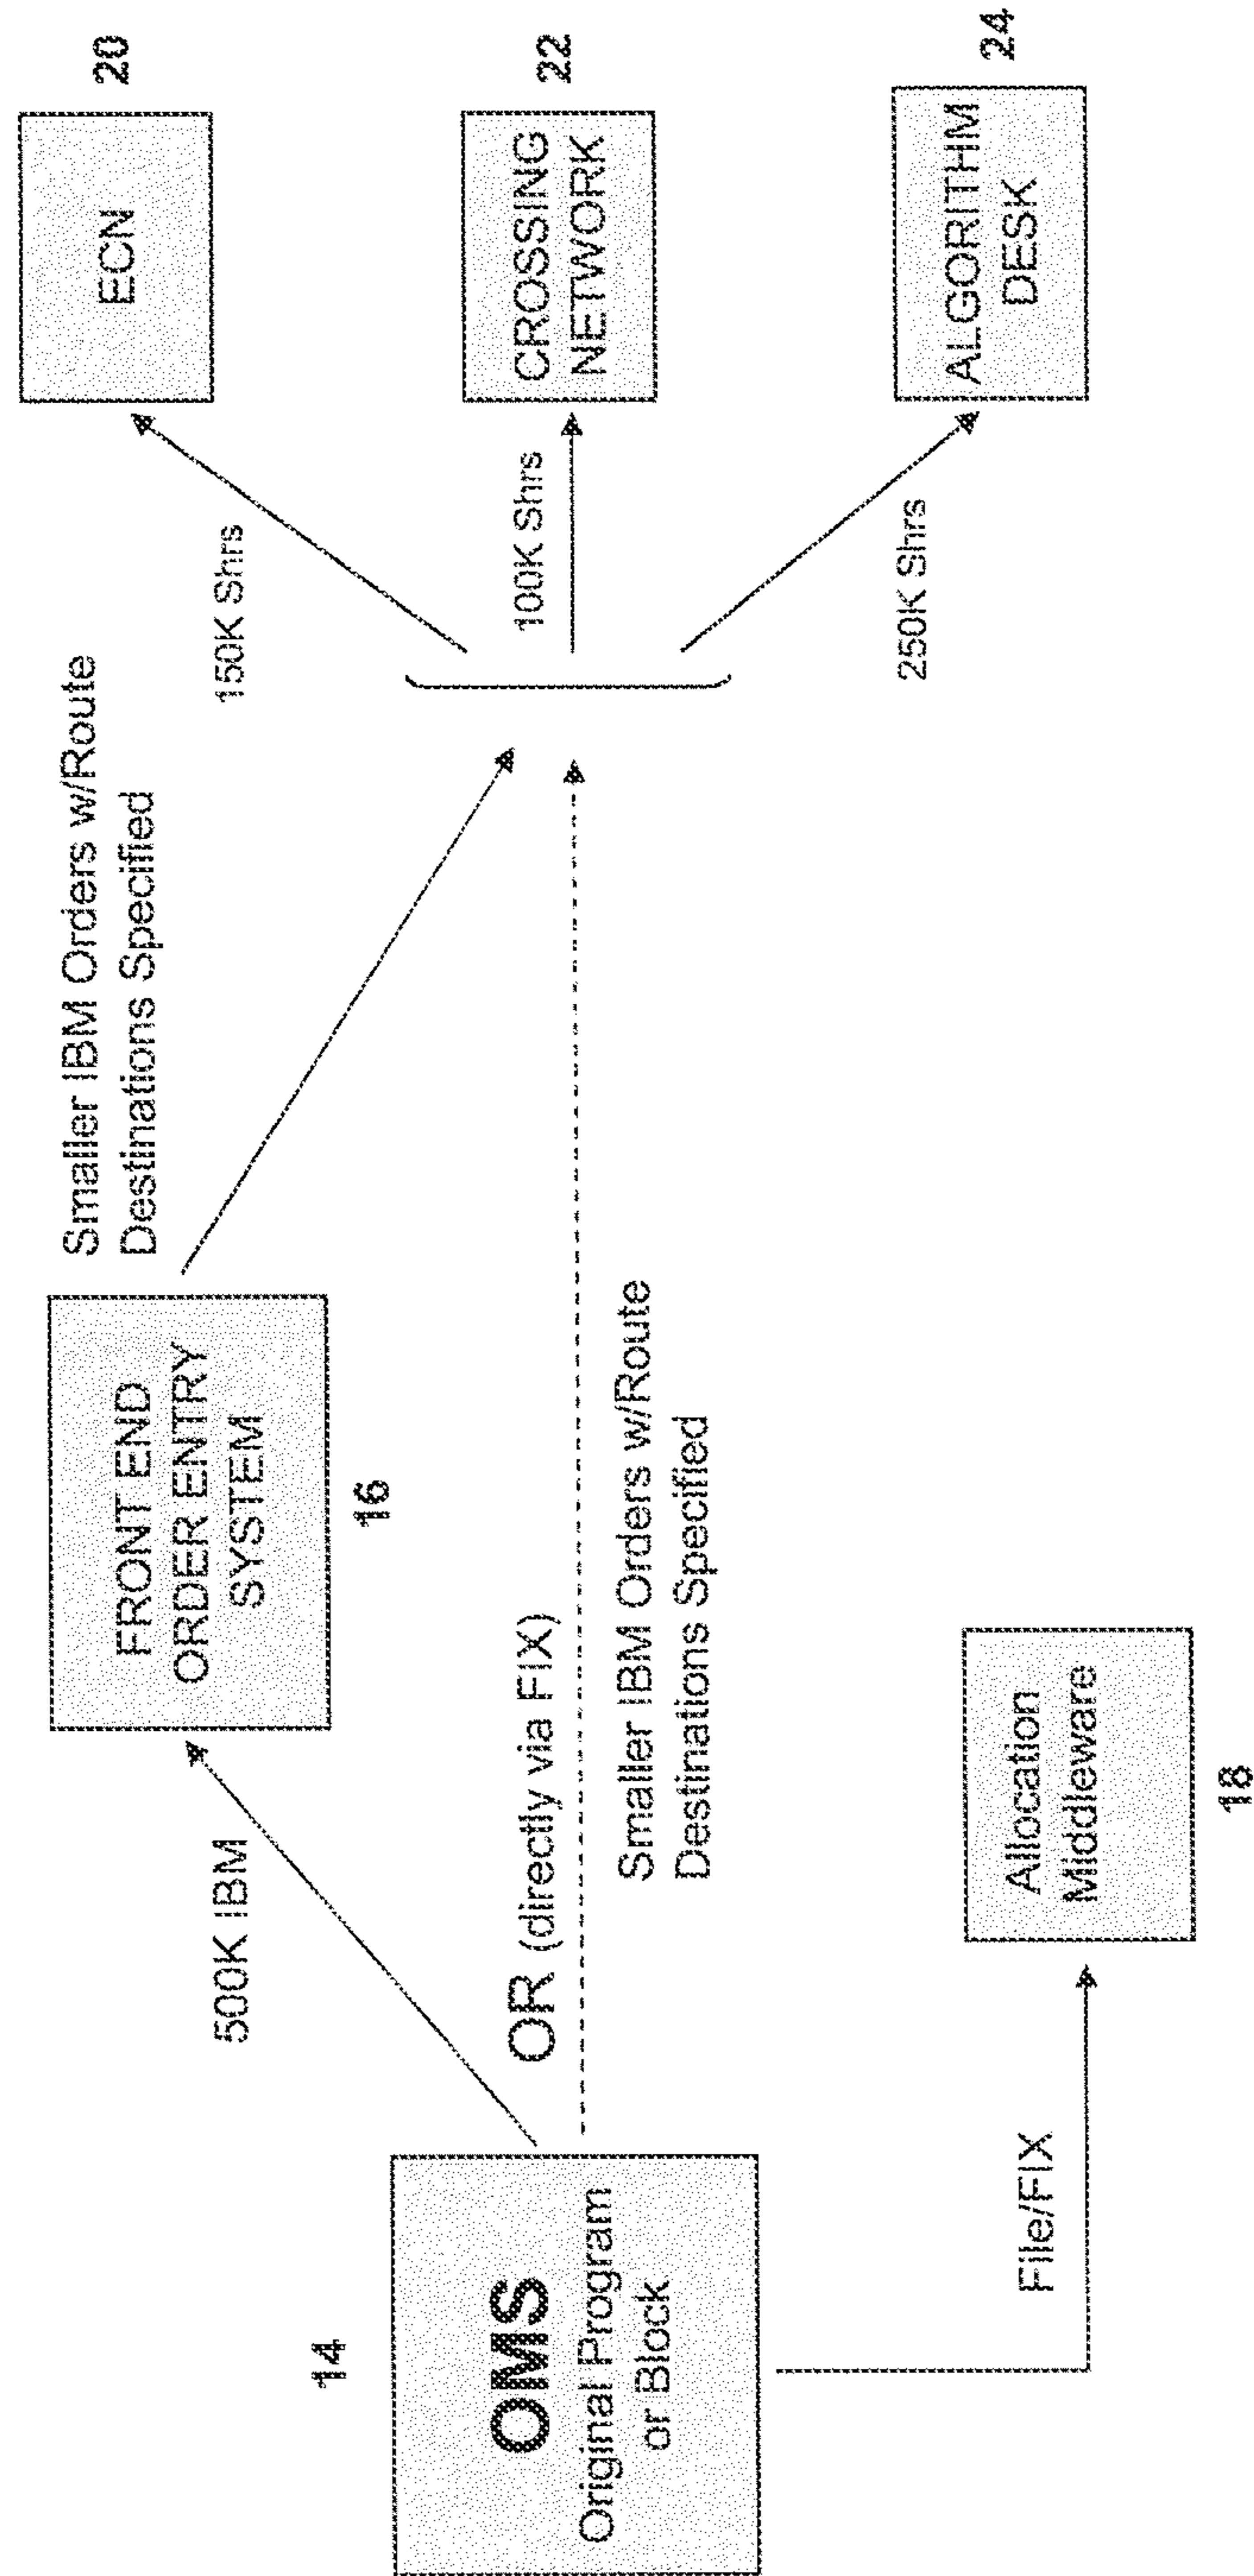 14
OMS
Original Program
or Block
500K IBM
FRONT END
ORDER ENTRY
SYSTEM
16
Smaller IBM Orders w/Route
Destinations Specified
OR (directly via FIX)
Smaller IBM Orders w/Route
Destinations Specified
File/FIX
Allocation
Middleware
18
150K Shrs
100K Shrs
250K Shrs
ECN
20
CROSSING
NETWORK
22
ALGORITHM
DESK
24